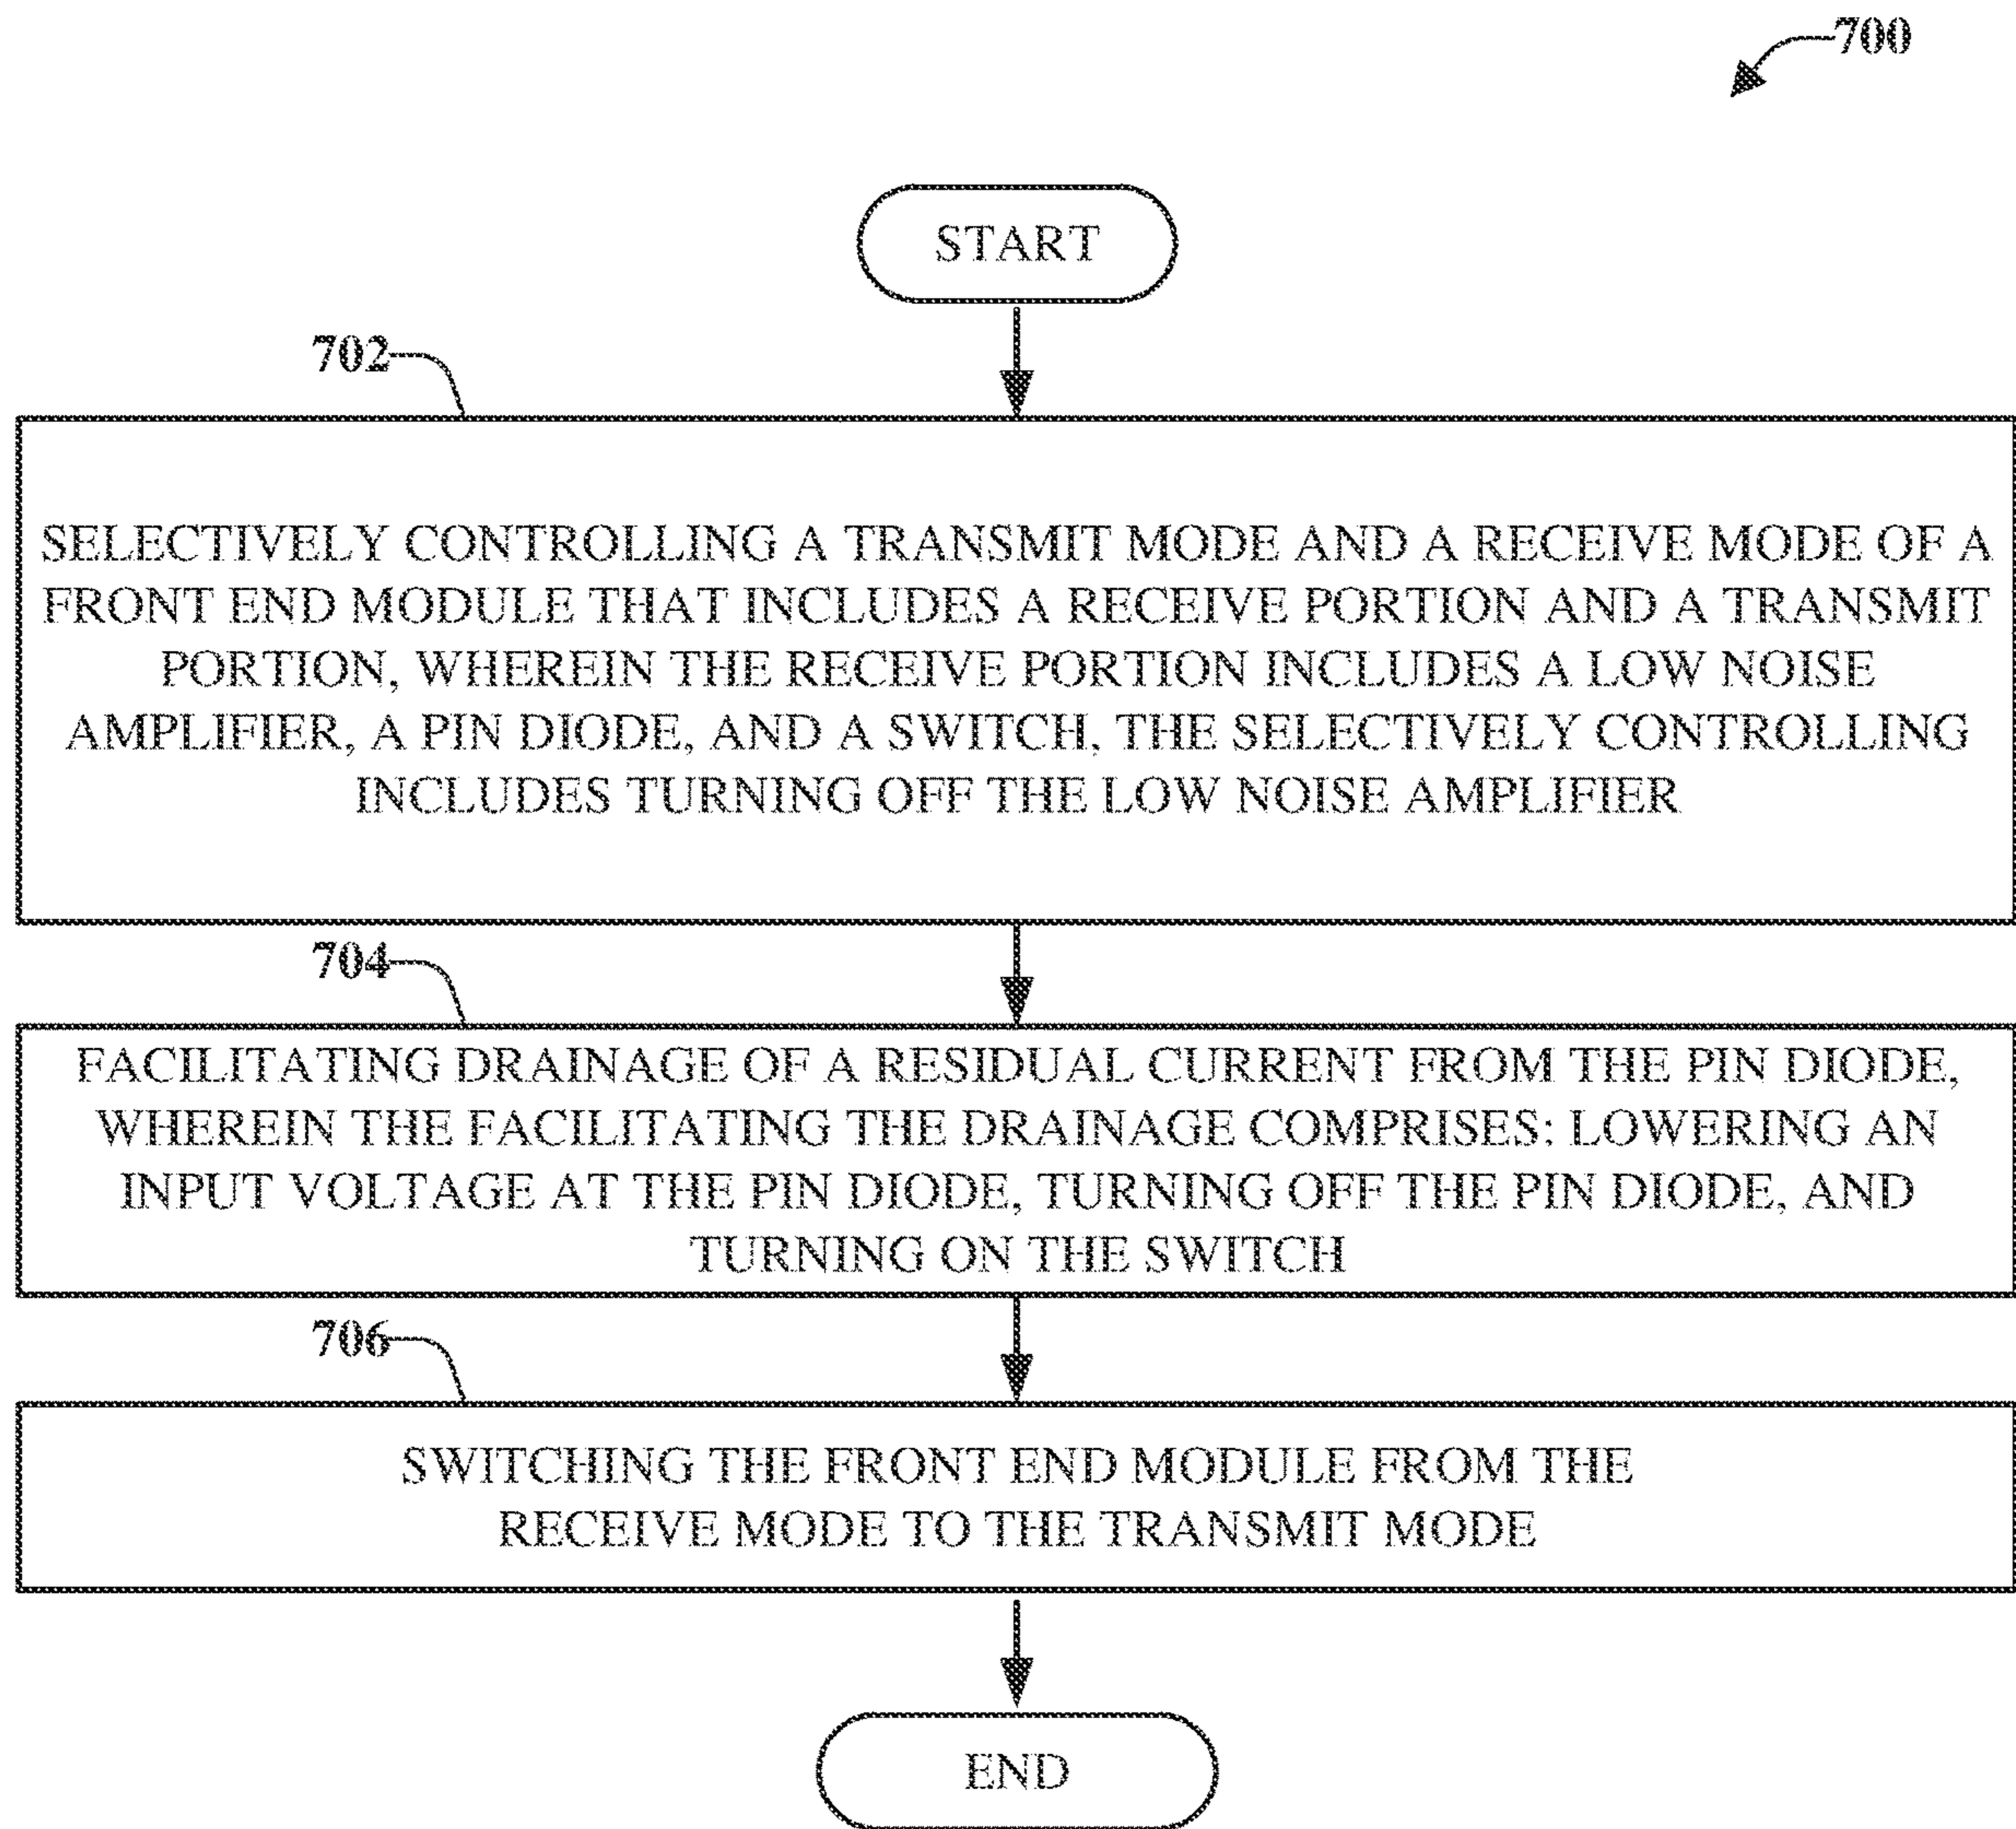 700
START
702
SELECTIVELY CONTROLLING A TRANSMIT MODE AND A RECEIVE MODE OF A
FRONT END MODULE THAT INCLUDES A RECEIVE PORTION AND A TRANSMIT
PORTION, WHEREIN THE RECEIVE PORTION INCLUDES A LOW NOISE
AMPLIFIER, A PIN DIODE, AND A SWITCH, THE SELECTIVELY CONTROLLING
INCLUDES TURNING OFF THE LOW NOISE AMPLIFIER
704
FACILITATING DRAINAGE OF A RESIDUAL CURRENT FROM THE PIN DIODE,
WHEREIN THE FACILITATING THE DRAINAGE COMPRISES: LOWERING AN
INPUT VOLTAGE AT THE PIN DIODE, TURNING OFF THE PIN DIODE, AND
TURNING ON THE SWITCH
706
SWITCHING THE FRONT END MODULE FROM THE
RECEIVE MODE TO THE TRANSMIT MODE
END